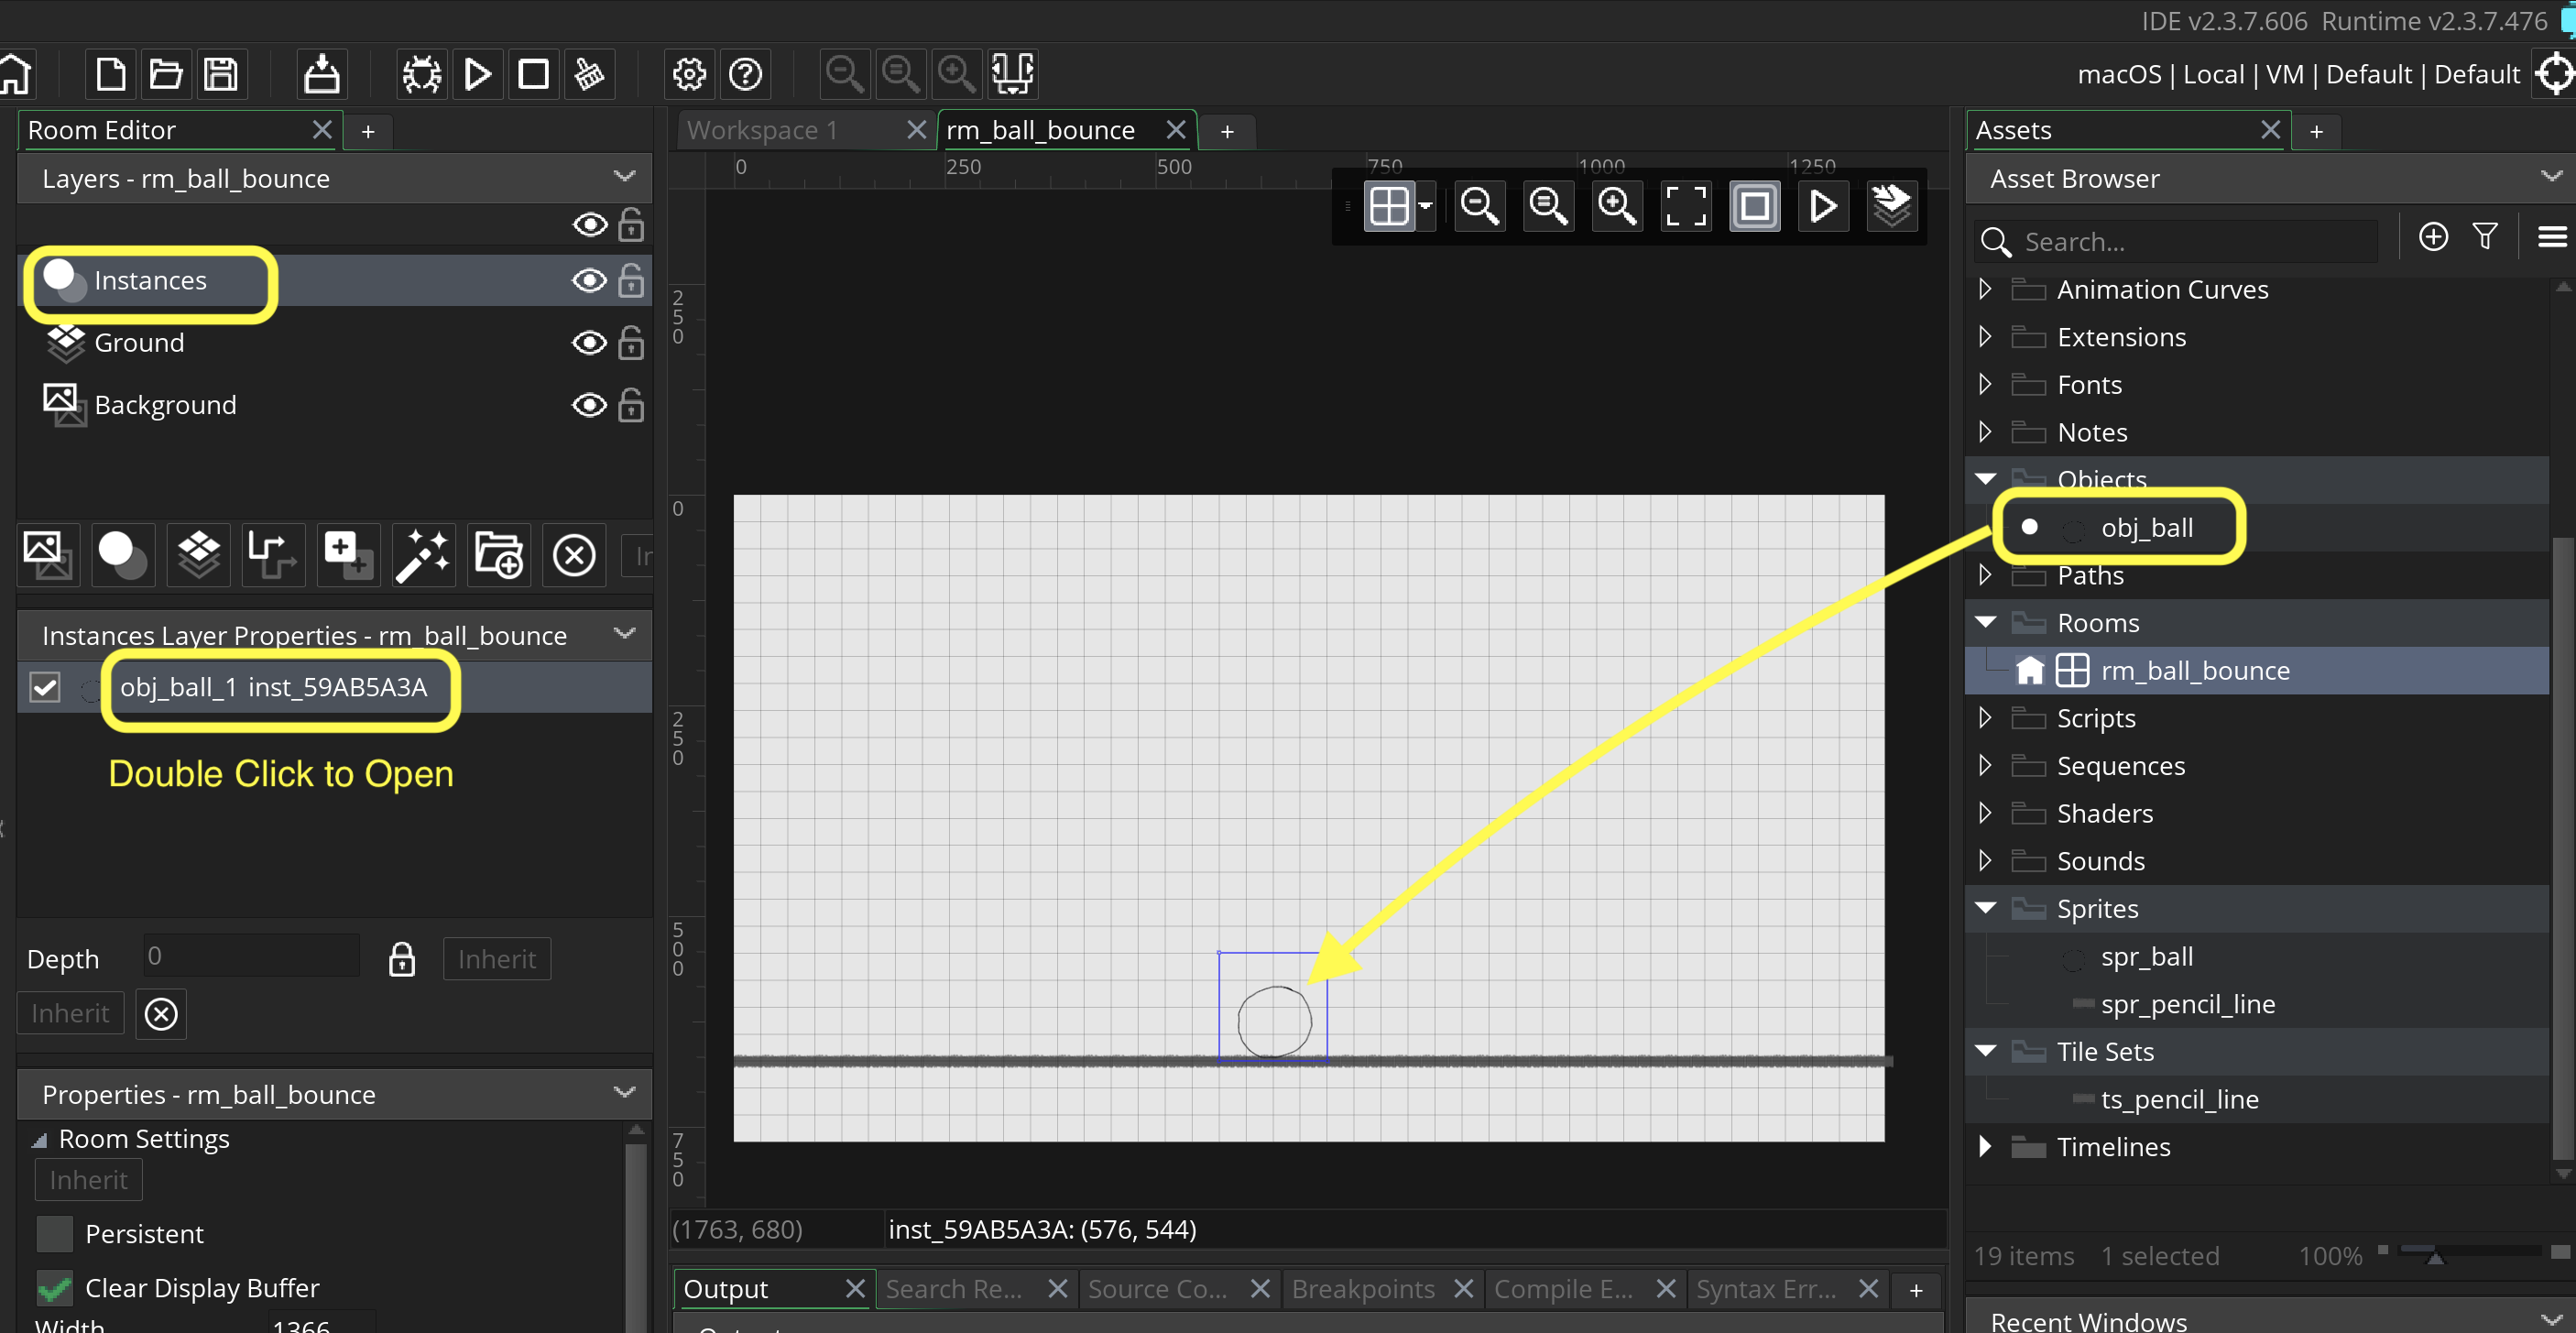 IDE v2.3.7.606 Runtime v2.3.7.476
macOS | Local | VM | Default | Default
Room Editor
+
Layers - rm_ball_bounce
Instances
Ground
Background
In
Instances Layer Properties - rm_ball_bounce
obj_ball_1 inst_59AB5A3A
Double Click to Open
Depth
0
Inherit
Inherit
Properties - rm_ball_bounce
Room Settings
Inherit
Persistent
Clear Display Buffer
Width
1366
Workspace 1
rm_ball_bounce
+
0
250
500
750
1000
1250
250
0
250
500
750
(1763, 680)
inst_59AB5A3A: (576, 544)
Output
Search Re...
Source Co...
Breakpoints
Compile E...
Syntax Err...
+
Output
Assets
+
Asset Browser
Search...
Animation Curves
Extensions
Fonts
Notes
Objects
obj_ball
Paths
Rooms
rm_ball_bounce
Scripts
Sequences
Shaders
Sounds
Sprites
spr_ball
spr_pencil_line
Tile Sets
ts_pencil_line
Timelines
19 items
1 selected
100%
Recent Windows